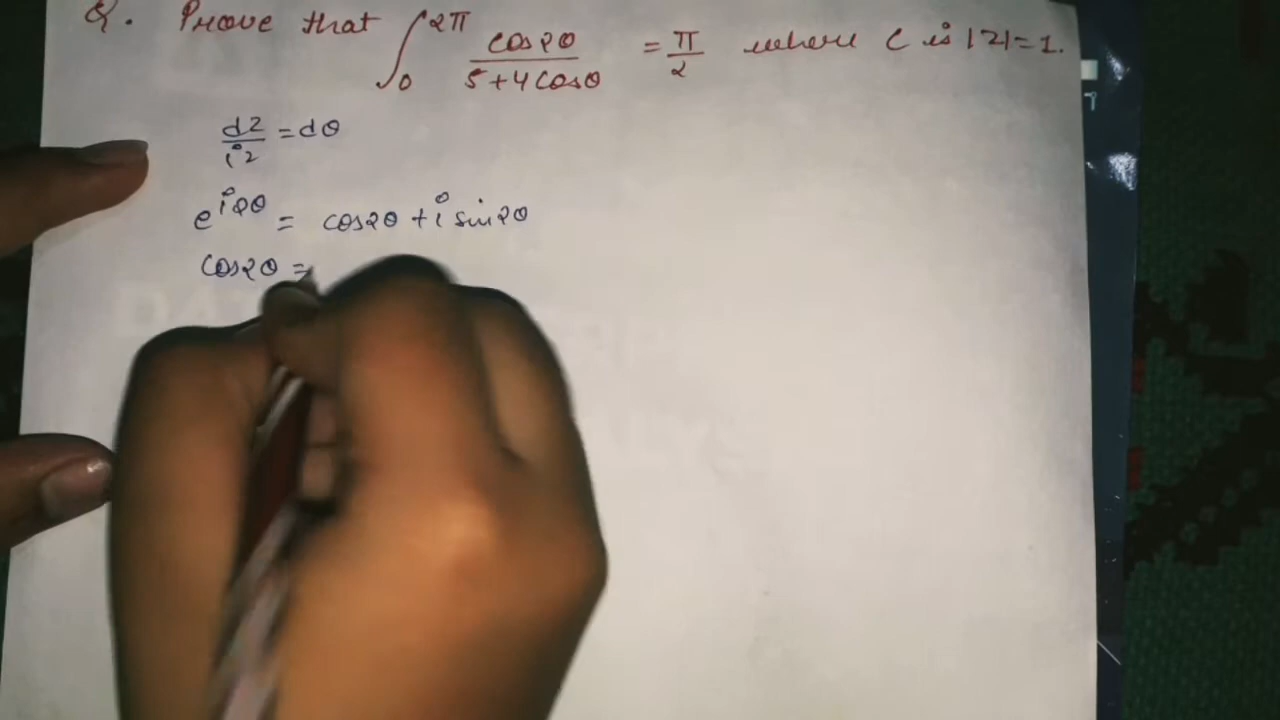 Q. Prove that ∫₀^2π cos2θ / 5+4cosθ = π/2 where C is |z|=1.
dz/iz = dθ
e^i2θ = cos2θ + i sin2θ
cos2θ =